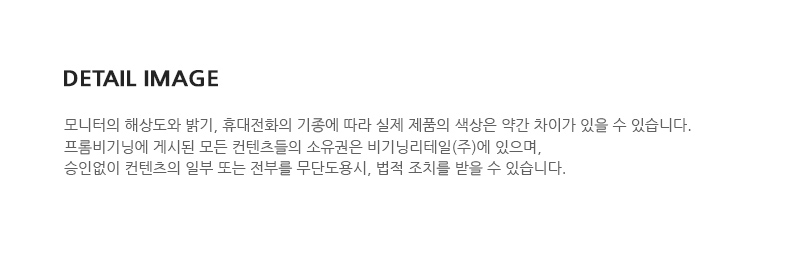 DETAIL IMAGE
모니터의 해상도와 밝기, 휴대전화의 기종에 따라 실제 제품의 색상은 약간 차이가 있을 수 있습니다.
프롬비기닝에 게시된 모든 컨텐츠들의 소유권은 비기닝리테일(주)에 있으며,
승인없이 컨텐츠의 일부 또는 전부를 무단도용시, 법적 조치를 받을 수 있습니다.